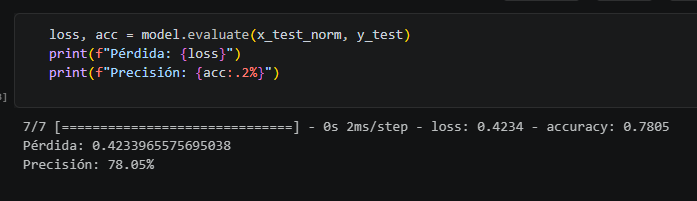 loss, acc = model.evaluate(x_test_norm, y_test)
print(f"Pérdida: {loss}")
print(f"Precisión: {acc:.2%}")
7/7 [==============================] - 0s 2ms/step - loss: 0.4234 - accuracy: 0.7805
Pérdida: 0.4233965575695038
Precisión: 78.05%